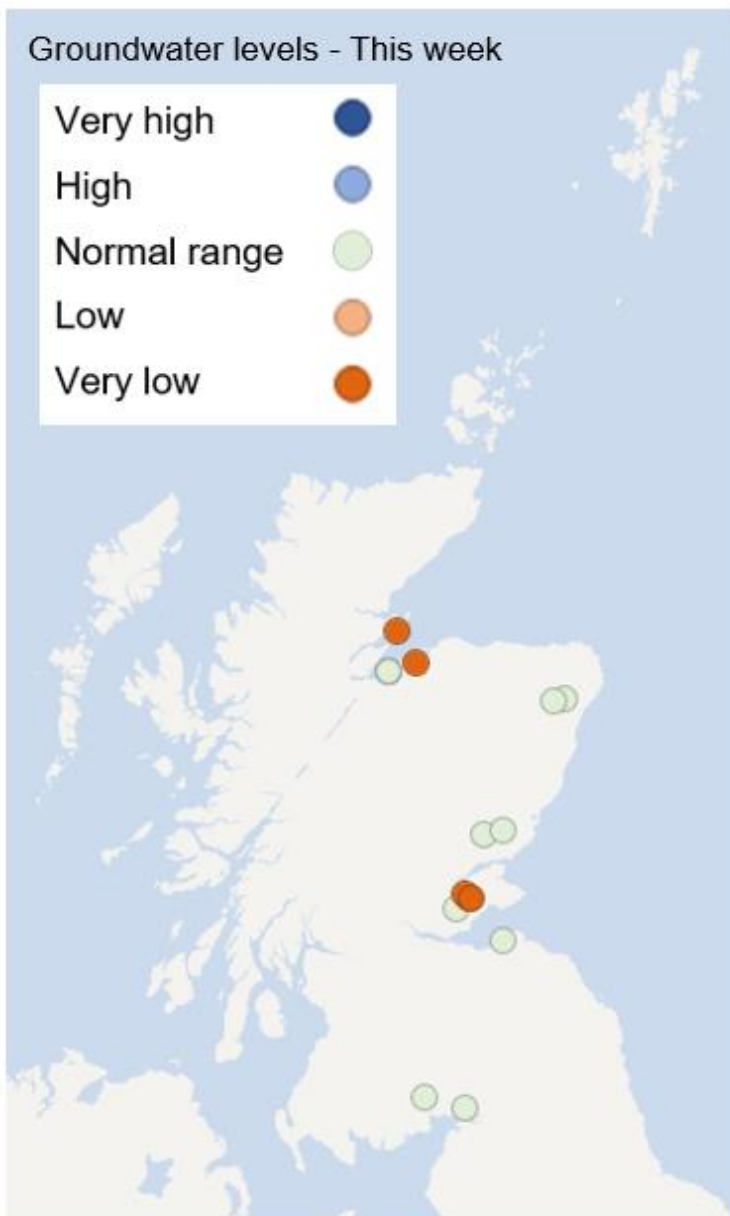 Groundwater levels - This week
Very high
High
Normal range
Low
Very low